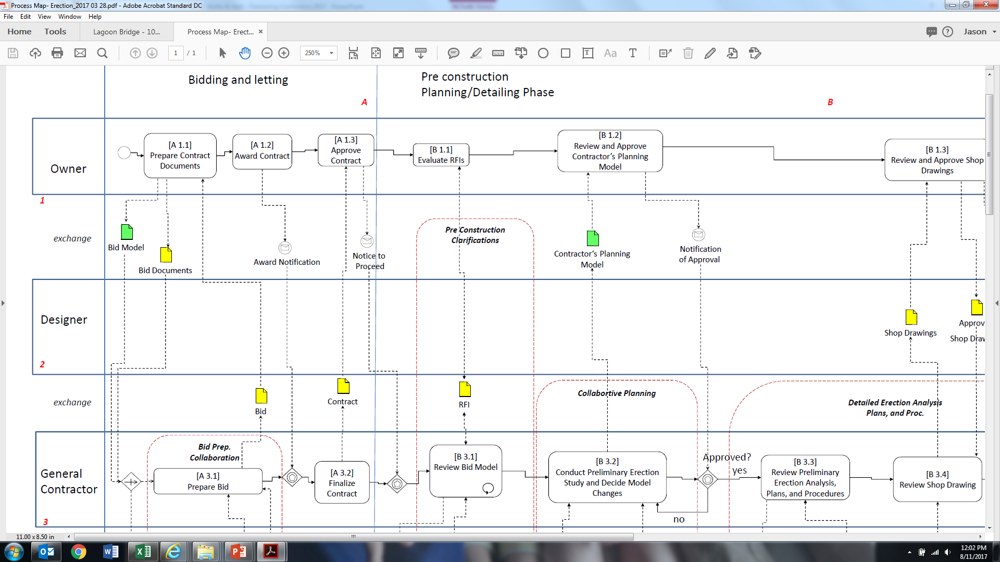 Process Map- Erection_2017 03 28.pdf - Adobe Acrobat Standard DC
File Edit View Window Help
Home Tools Lagoon Bridge - 10... Process Map- Erect... × Jason
1 / 1 250% Aa T
Bidding and letting
A
Pre construction
Planning/Detailing Phase
B
Owner
[A 1.1]
Prepare Contract
Documents
[A 1.2]
Award Contract
[A 1.3]
Approve
Contract
[B 1.1]
Evaluate RFIs
[B 1.2]
Review and Approve
Contractor’s Planning
Model
[B 1.3]
Review and Approve Shop
Drawings
1
exchange
Bid Model
Bid Documents
Award Notification
Notice to
Proceed
Pre Construction
Clarifications
Contractor‘s Planning
Model
Notification
of Approval
Designer
Shop Drawings
Approv
Shop Drav
2
exchange
Bid
Contract
RFI
Collabortive Planning
Detailed Erection Analysis
Plans, and Proc.
General
Contractor
Bid Prep.
Collaboration
[A 3.1]
Prepare Bid
[A 3.2]
Finalize
Contract
[B 3.1]
Review Bid Model
[B 3.2]
Conduct Preliminary Erection
Study and Decide Model
Changes
Approved?
yes
no
[B 3.3]
Review Preliminary
Erection Analysis,
Plans, and Procedures
[B 3.4]
Review Shop Drawing
3
11.00 x 8.50 in
12:02 PM
8/11/2017